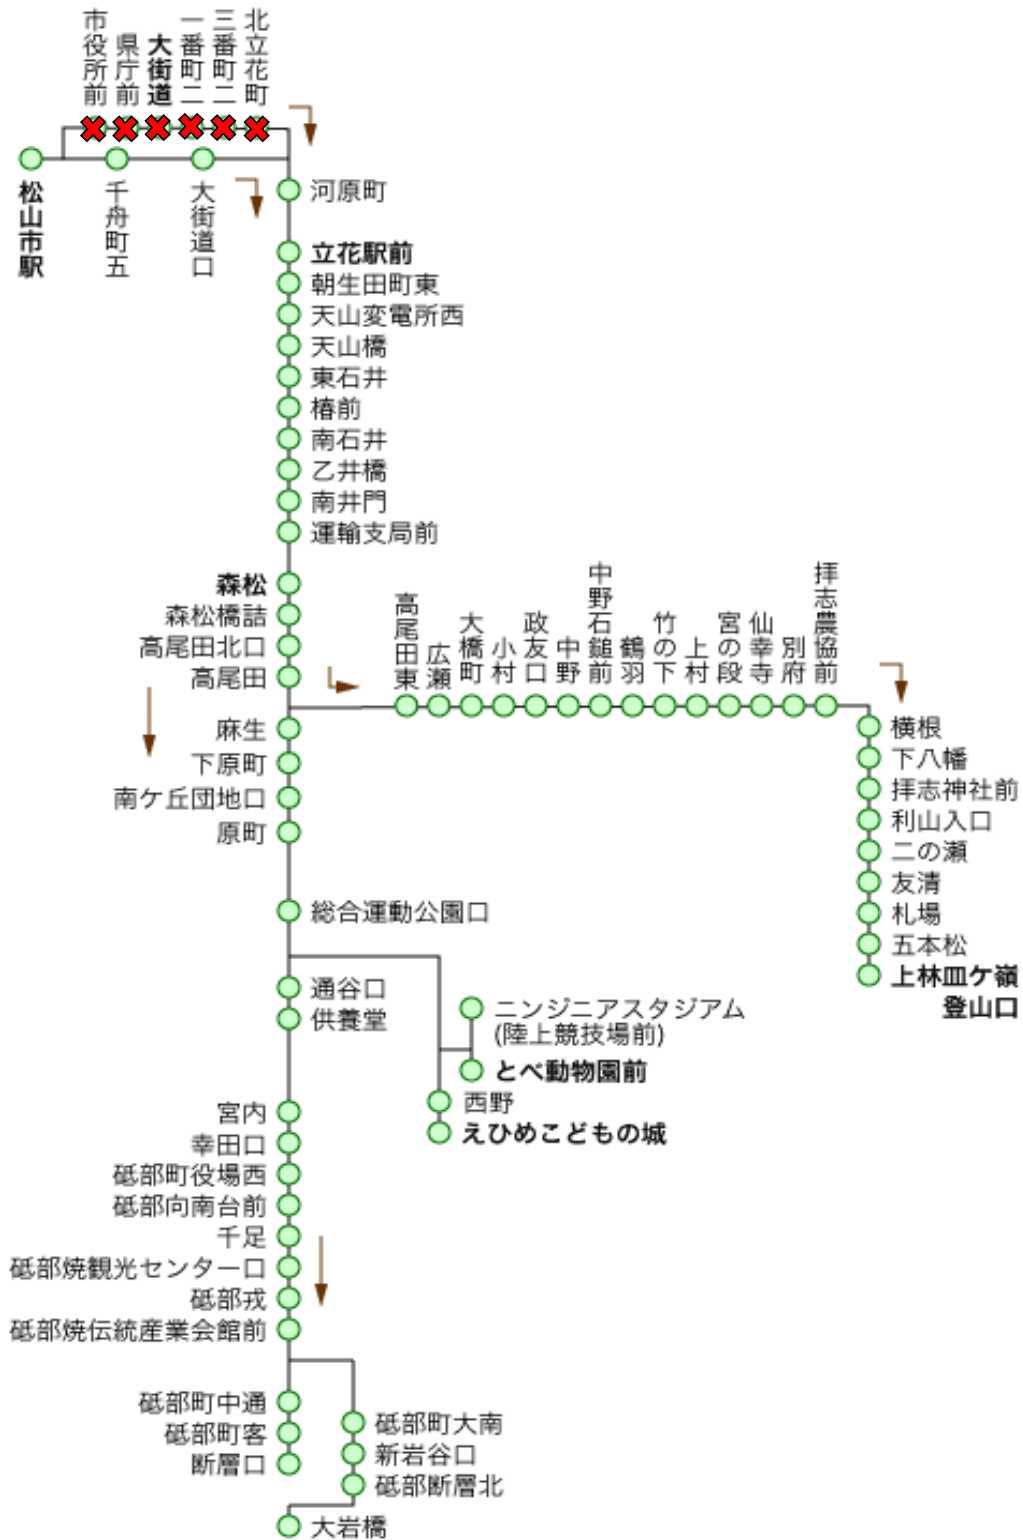 市役所前
県庁前
大街道
一番町二
三番町二
北立花町
松山市駅
千舟町五
大街道口
河原町
立花駅前
朝生田町東
天山変電所西
天山橋
東石井
椿前
南石井
乙井橋
南井門
運輸支局前
森松
森松橋詰
高尾田北口
高尾田
高尾田東
広瀬
大橋町
小村
政友口
中野
中野石鎚前
鶴羽
竹の下
上村
宮の段
仙幸寺
別府
拝志農協前
横根
下八幡
拝志神社前
利山入口
二の瀬
友清
札場
五本松
上林皿ケ嶺
登山口
麻生
下原町
南ケ丘団地口
原町
総合運動公園口
通谷口
供養堂
ニンジニアスタジアム
(陸上競技場前)
とべ動物園前
西野
えひめこどもの城
宮内
幸田口
砥部町役場西
砥部向南台前
千足
砥部焼観光センター口
砥部戎
砥部焼伝統産業会館前
砥部町中通
砥部町客
断層口
砥部町大南
新岩谷口
砥部断層北
大岩橋